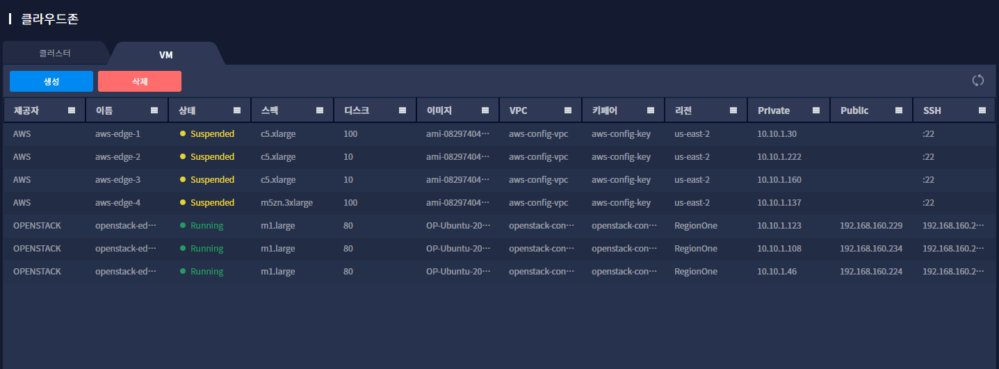 클라우드존
클러스터 VM
생성 삭제
제공자 이름 상태 스펙 디스크 이미지 VPC 키페어 리전 Private Public SSH
AWS aws-edge-1 Suspended c5.xlarge 100 ami-08297404… aws-config-vpc aws-config-key us-east-2 10.10.1.30 :22
AWS aws-edge-2 Suspended c5.xlarge 10 ami-08297404… aws-config-vpc aws-config-key us-east-2 10.10.1.222 :22
AWS aws-edge-3 Suspended c5.xlarge 10 ami-08297404… aws-config-vpc aws-config-key us-east-2 10.10.1.160 :22
AWS aws-edge-4 Suspended m5zn.3xlarge 100 ami-08297404… aws-config-vpc aws-config-key us-east-2 10.10.1.137 :22
OPENSTACK openstack-ed… Running m1.large 80 OP-Ubuntu-20… openstack-con… openstack-con… RegionOne 10.10.1.123 192.168.160.229 192.168.160.2…
OPENSTACK openstack-ed… Running m1.large 80 OP-Ubuntu-20… openstack-con… openstack-con… RegionOne 10.10.1.108 192.168.160.234 192.168.160.2…
OPENSTACK openstack-ed… Running m1.large 80 OP-Ubuntu-20… openstack-con… openstack-con… RegionOne 10.10.1.46 192.168.160.224 192.168.160.2…